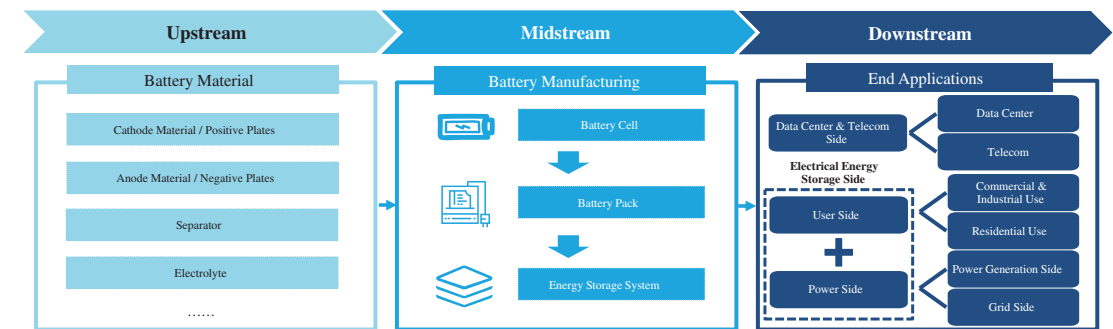 Upstream
Midstream
Downstream
Battery Material
Cathode Material / Positive Plates
Anode Material / Negative Plates
Separator
Electrolyte
……
Battery Manufacturing
Battery Cell
Battery Pack
Energy Storage System
End Applications
Data Center & Telecom
Side
Data Center
Telecom
Electrical Energy
Storage Side
User Side
Commercial &
Industrial Use
Residential Use
Power Side
Power Generation Side
Grid Side